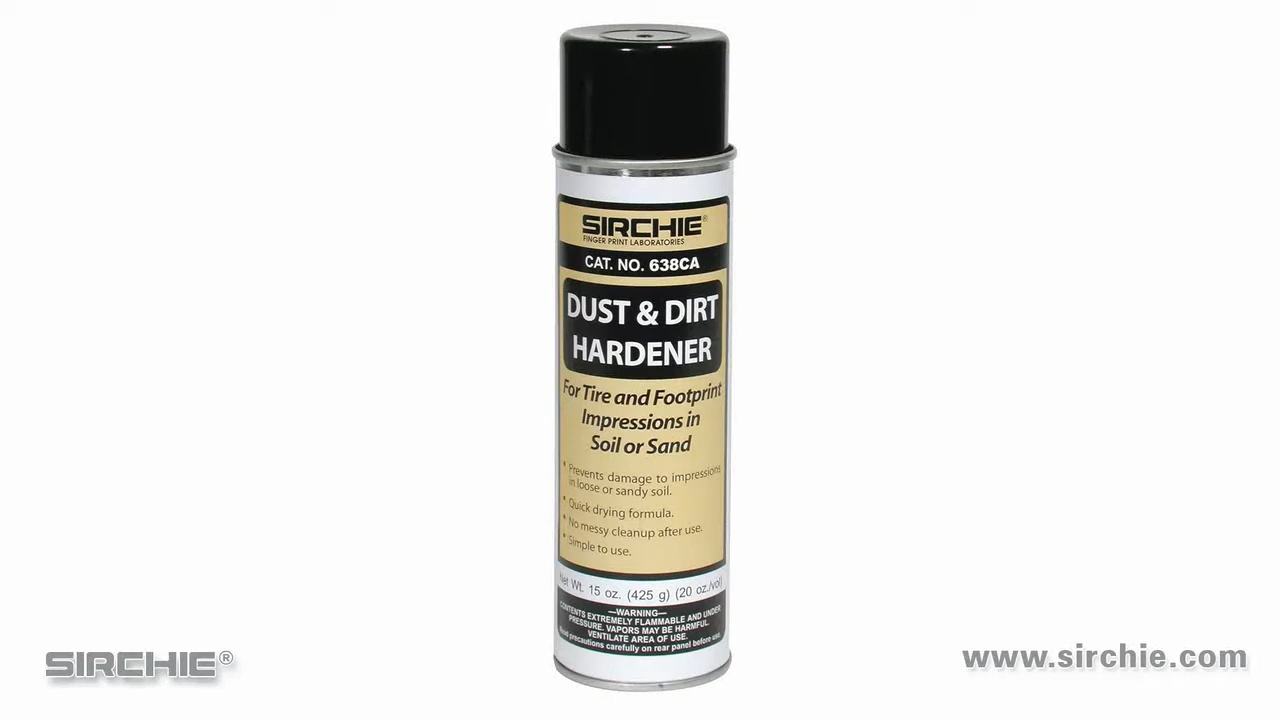 SIRCHIE®
FINGER PRINT LABORATORIES
CAT. NO. 638CA
DUST & DIRT
HARDENER
For Tire and Footprint
Impressions in
Soil or Sand
• Prevents damage to impressions
in loose or sandy soil.
• Quick drying formula.
• No messy cleanup after use.
• Simple to use.
Net Wt. 15 oz. (425 g) (20 oz./vol)
—WARNING—
CONTENTS EXTREMELY FLAMMABLE AND UNDER
PRESSURE. VAPORS MAY BE HARMFUL.
VENTILATE AREA OF USE.
Read precautions carefully on rear panel before use.
SIRCHIE®
www.sirchie.com